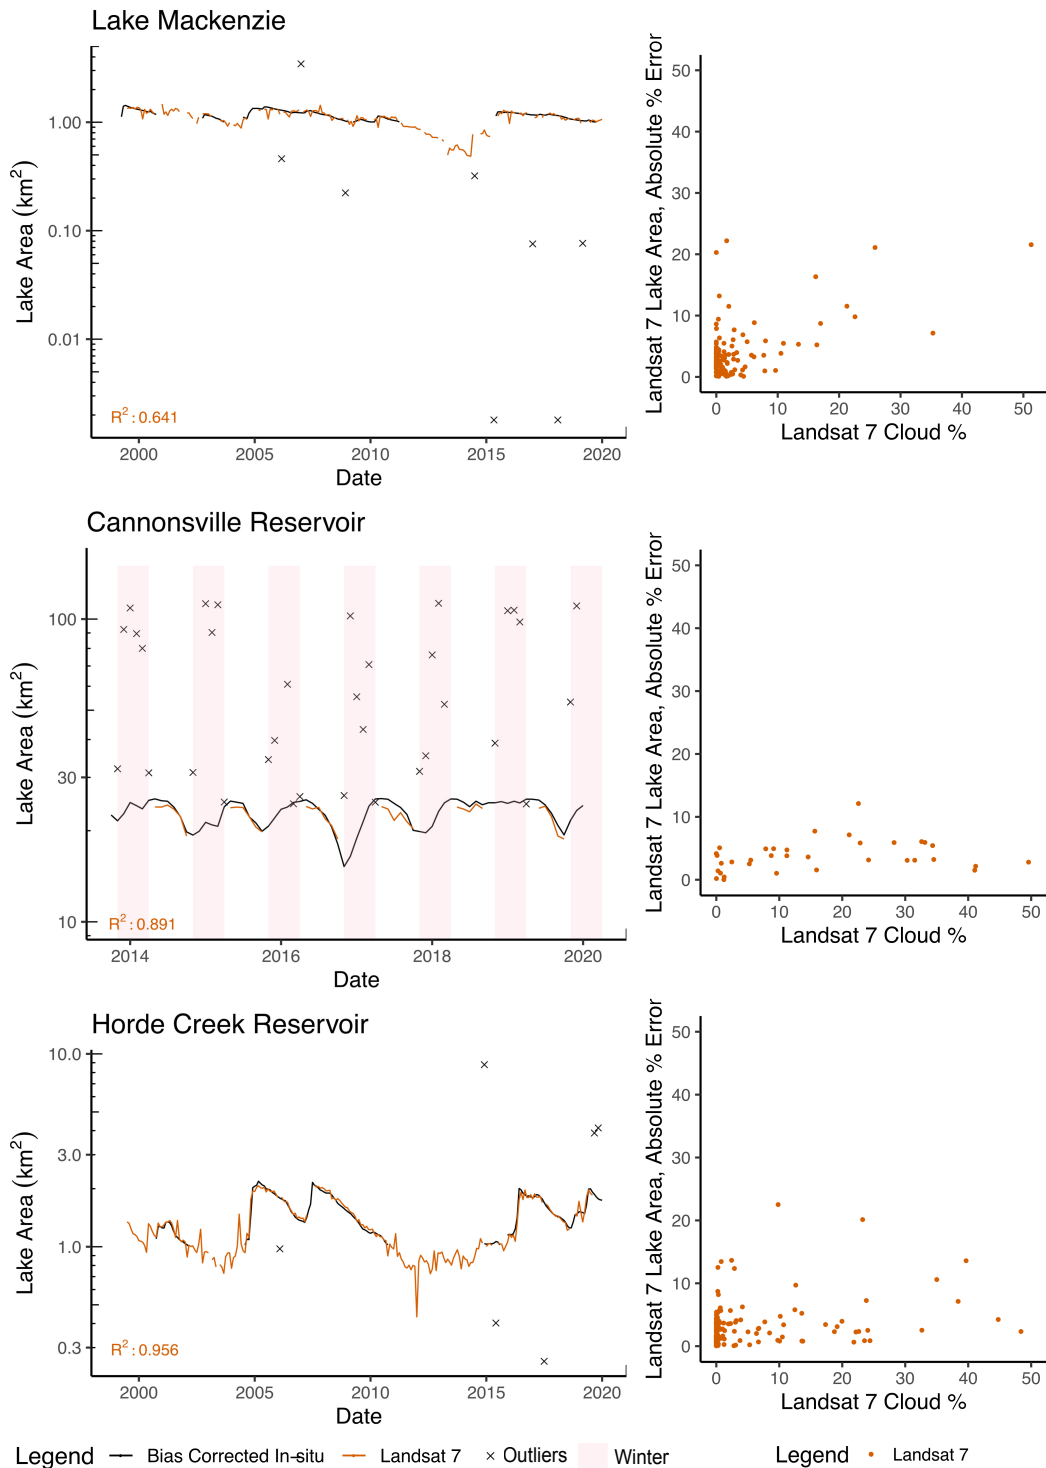 Lake Mackenzie
Lake Area (km²)
1.00
0.10
0.01
R²: 0.641
2000 2005 2010 2015 2020
Date
Landsat 7 Lake Area, Absolute % Error
50
40
30
20
10
0
0 10 20 30 40 50
Landsat 7 Cloud %
Cannonsville Reservoir
Lake Area (km²)
100
30
10
R²: 0.891
2014 2016 2018 2020
Date
Landsat 7 Lake Area, Absolute % Error
50
40
30
20
10
0
0 10 20 30 40 50
Landsat 7 Cloud %
Horde Creek Reservoir
Lake Area (km²)
10.0
3.0
1.0
0.3
R²: 0.956
2000 2005 2010 2015 2020
Date
Landsat 7 Lake Area, Absolute % Error
50
40
30
20
10
0
0 10 20 30 40 50
Landsat 7 Cloud %
Legend Bias Corrected In-situ Landsat 7 Outliers Winter
Legend Landsat 7